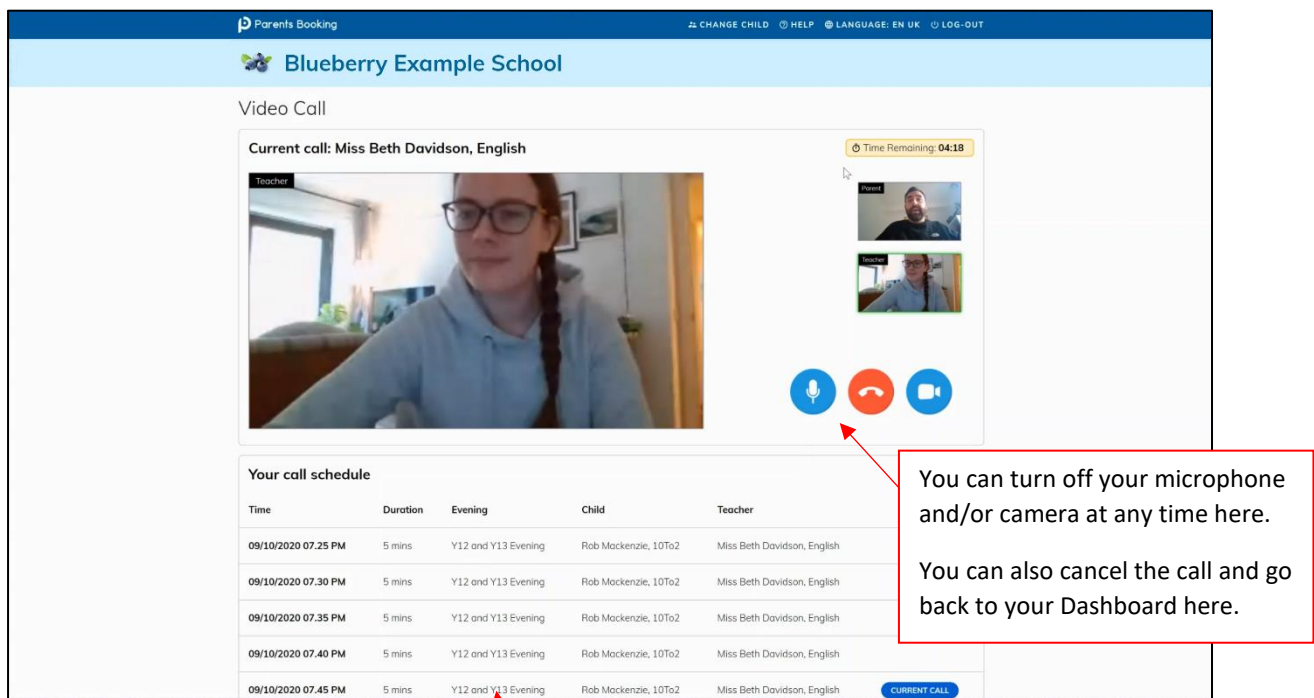 Parents Booking
CHANGE CHILD HELP LANGUAGE: EN UK LOG-OUT
Blueberry Example School
Video Call
Current call: Miss Beth Davidson, English
Time Remaining: 04:18
Teacher
Parent
Teacher
Your call schedule
Time Duration Evening Child Teacher
09/10/2020 07.25 PM 5 mins Y12 and Y13 Evening Rob Mackenzie, 10To2 Miss Beth Davidson, English
09/10/2020 07.30 PM 5 mins Y12 and Y13 Evening Rob Mackenzie, 10To2 Miss Beth Davidson, English
09/10/2020 07.35 PM 5 mins Y12 and Y13 Evening Rob Mackenzie, 10To2 Miss Beth Davidson, English
09/10/2020 07.40 PM 5 mins Y12 and Y13 Evening Rob Mackenzie, 10To2 Miss Beth Davidson, English
09/10/2020 07.45 PM 5 mins Y12 and Y13 Evening Rob Mackenzie, 10To2 Miss Beth Davidson, English CURRENT CALL
You can turn off your microphone
and/or camera at any time here.
You can also cancel the call and go
back to your Dashboard here.